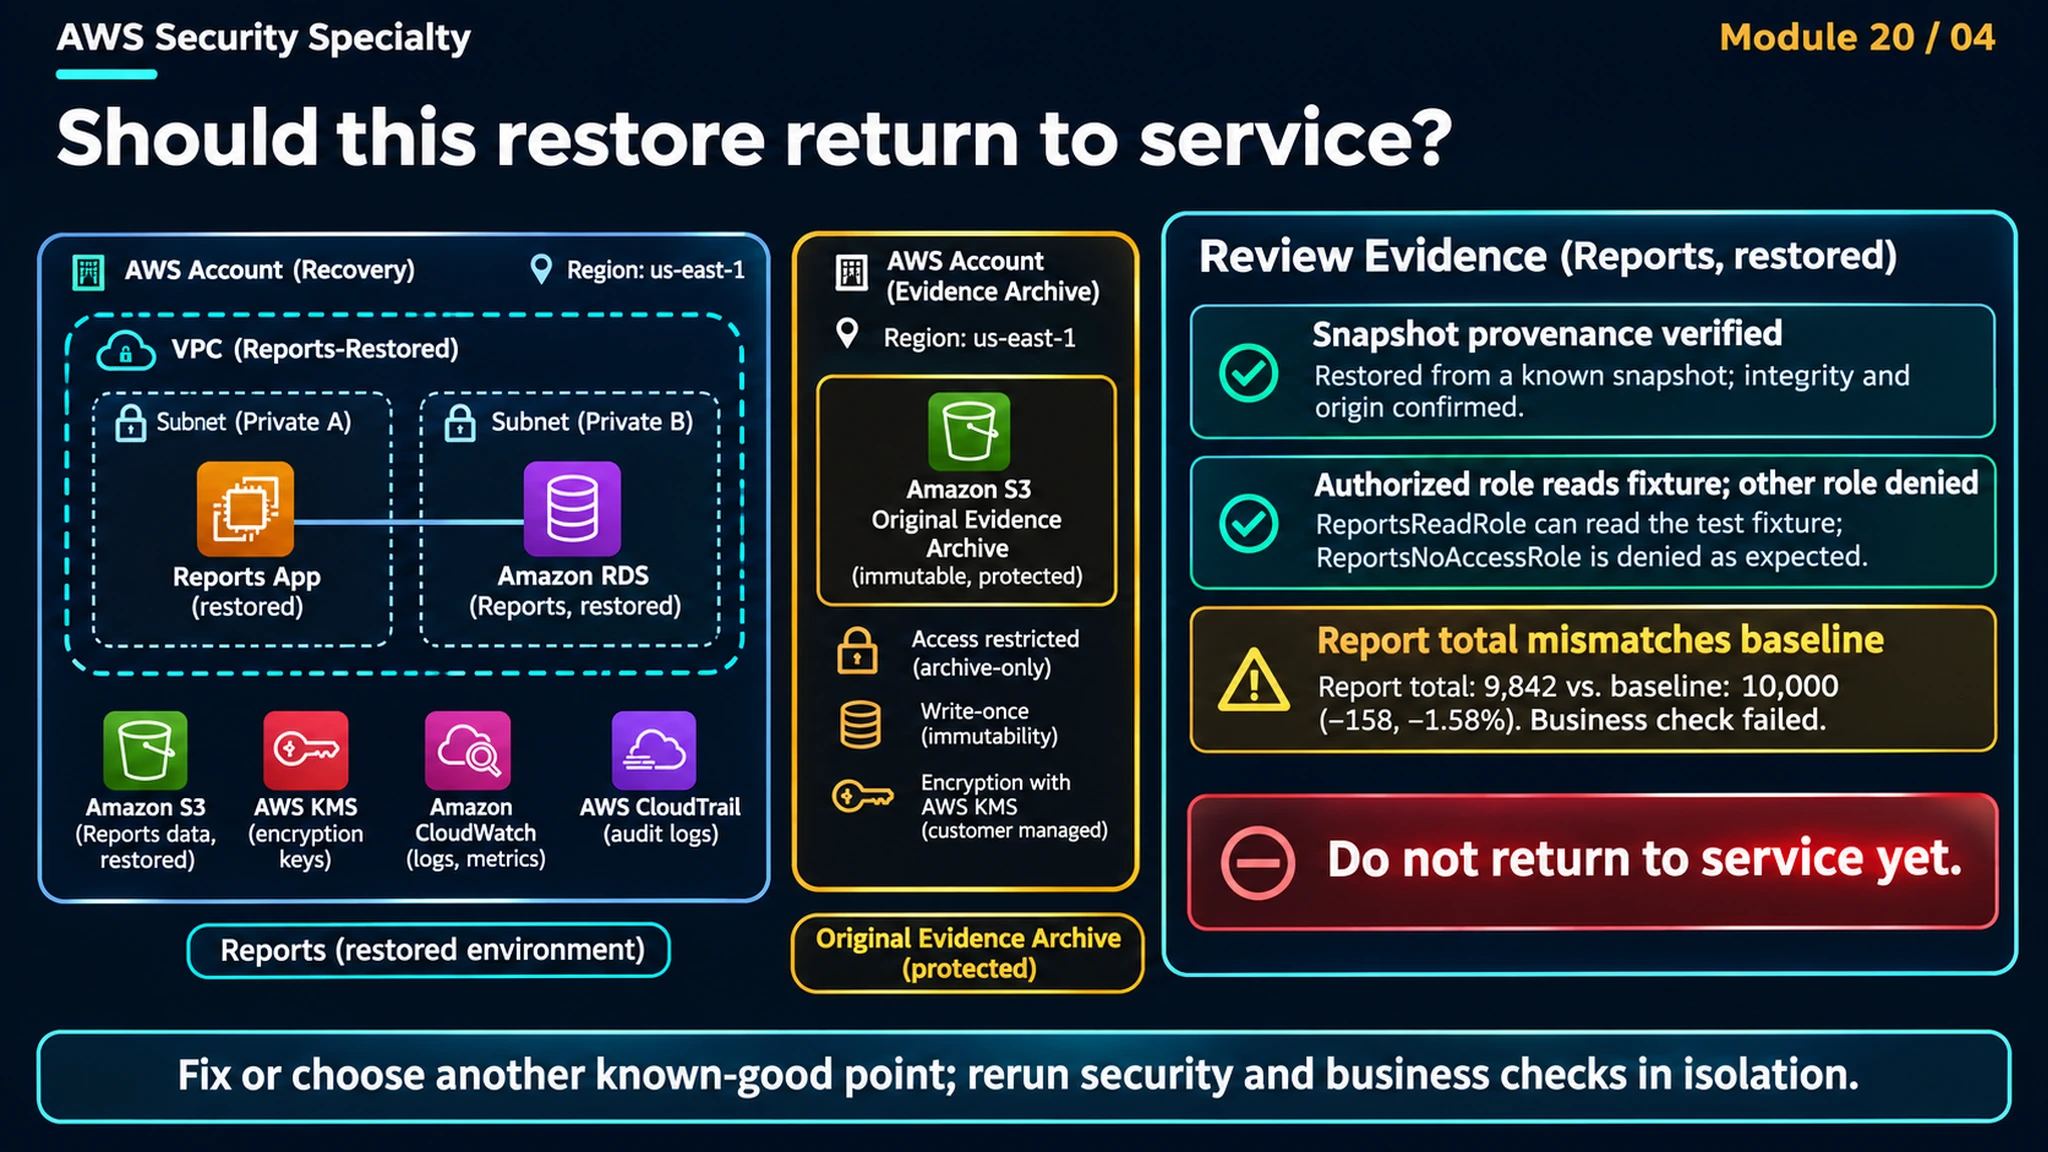 AWS Security Specialty
Module 20 / 04
Should this restore return to service?
AWS Account (Recovery)
Region: us-east-1
VPC (Reports-Restored)
Subnet (Private A)
Subnet (Private B)
Reports App
(restored)
Amazon RDS
(Reports, restored)
Amazon S3
(Reports data,
restored)
AWS KMS
(encryption
keys)
Amazon
CloudWatch
(logs, metrics)
AWS CloudTrail
(audit logs)
Reports (restored environment)
AWS Account
(Evidence Archive)
Region: us-east-1
Amazon S3
Original Evidence
Archive
(immutable, protected)
Access restricted
(archive-only)
Write-once
(immutability)
Encryption with
AWS KMS
(customer managed)
Original Evidence Archive
(protected)
Review Evidence (Reports, restored)
Snapshot provenance verified
Restored from a known snapshot; integrity and
origin confirmed.
Authorized role reads fixture; other role denied
ReportsReadRole can read the test fixture;
ReportsNoAccessRole is denied as expected.
Report total mismatches baseline
Report total: 9,842 vs. baseline: 10,000
(−158, −1.58%). Business check failed.
Do not return to service yet.
Fix or choose another known-good point; rerun security and business checks in isolation.